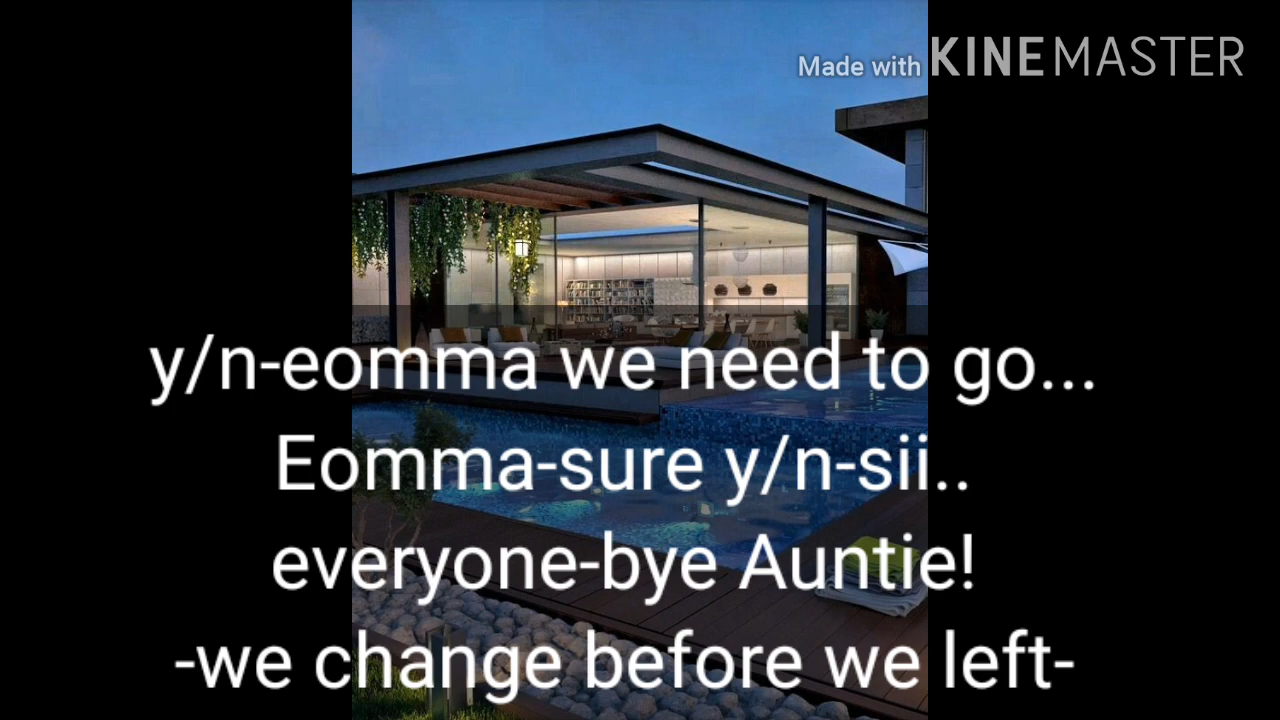 Made with KINEMASTER
y/n-eomma we need to go...
Eomma-sure y/n-sii..
everyone-bye Auntie!
-we change before we left-